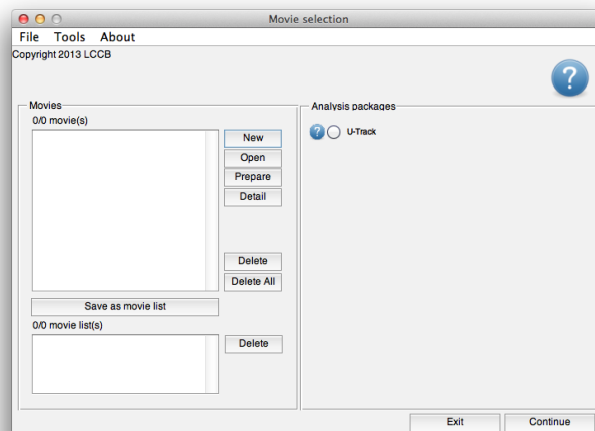 Movie selection
File Tools About
Copyright 2013 LCCB
?
Movies
0/0 movie(s)
New
Open
Prepare
Detail
Delete
Delete All
Save as movie list
0/0 movie list(s)
Delete
Analysis packages
? U-Track
Exit Continue